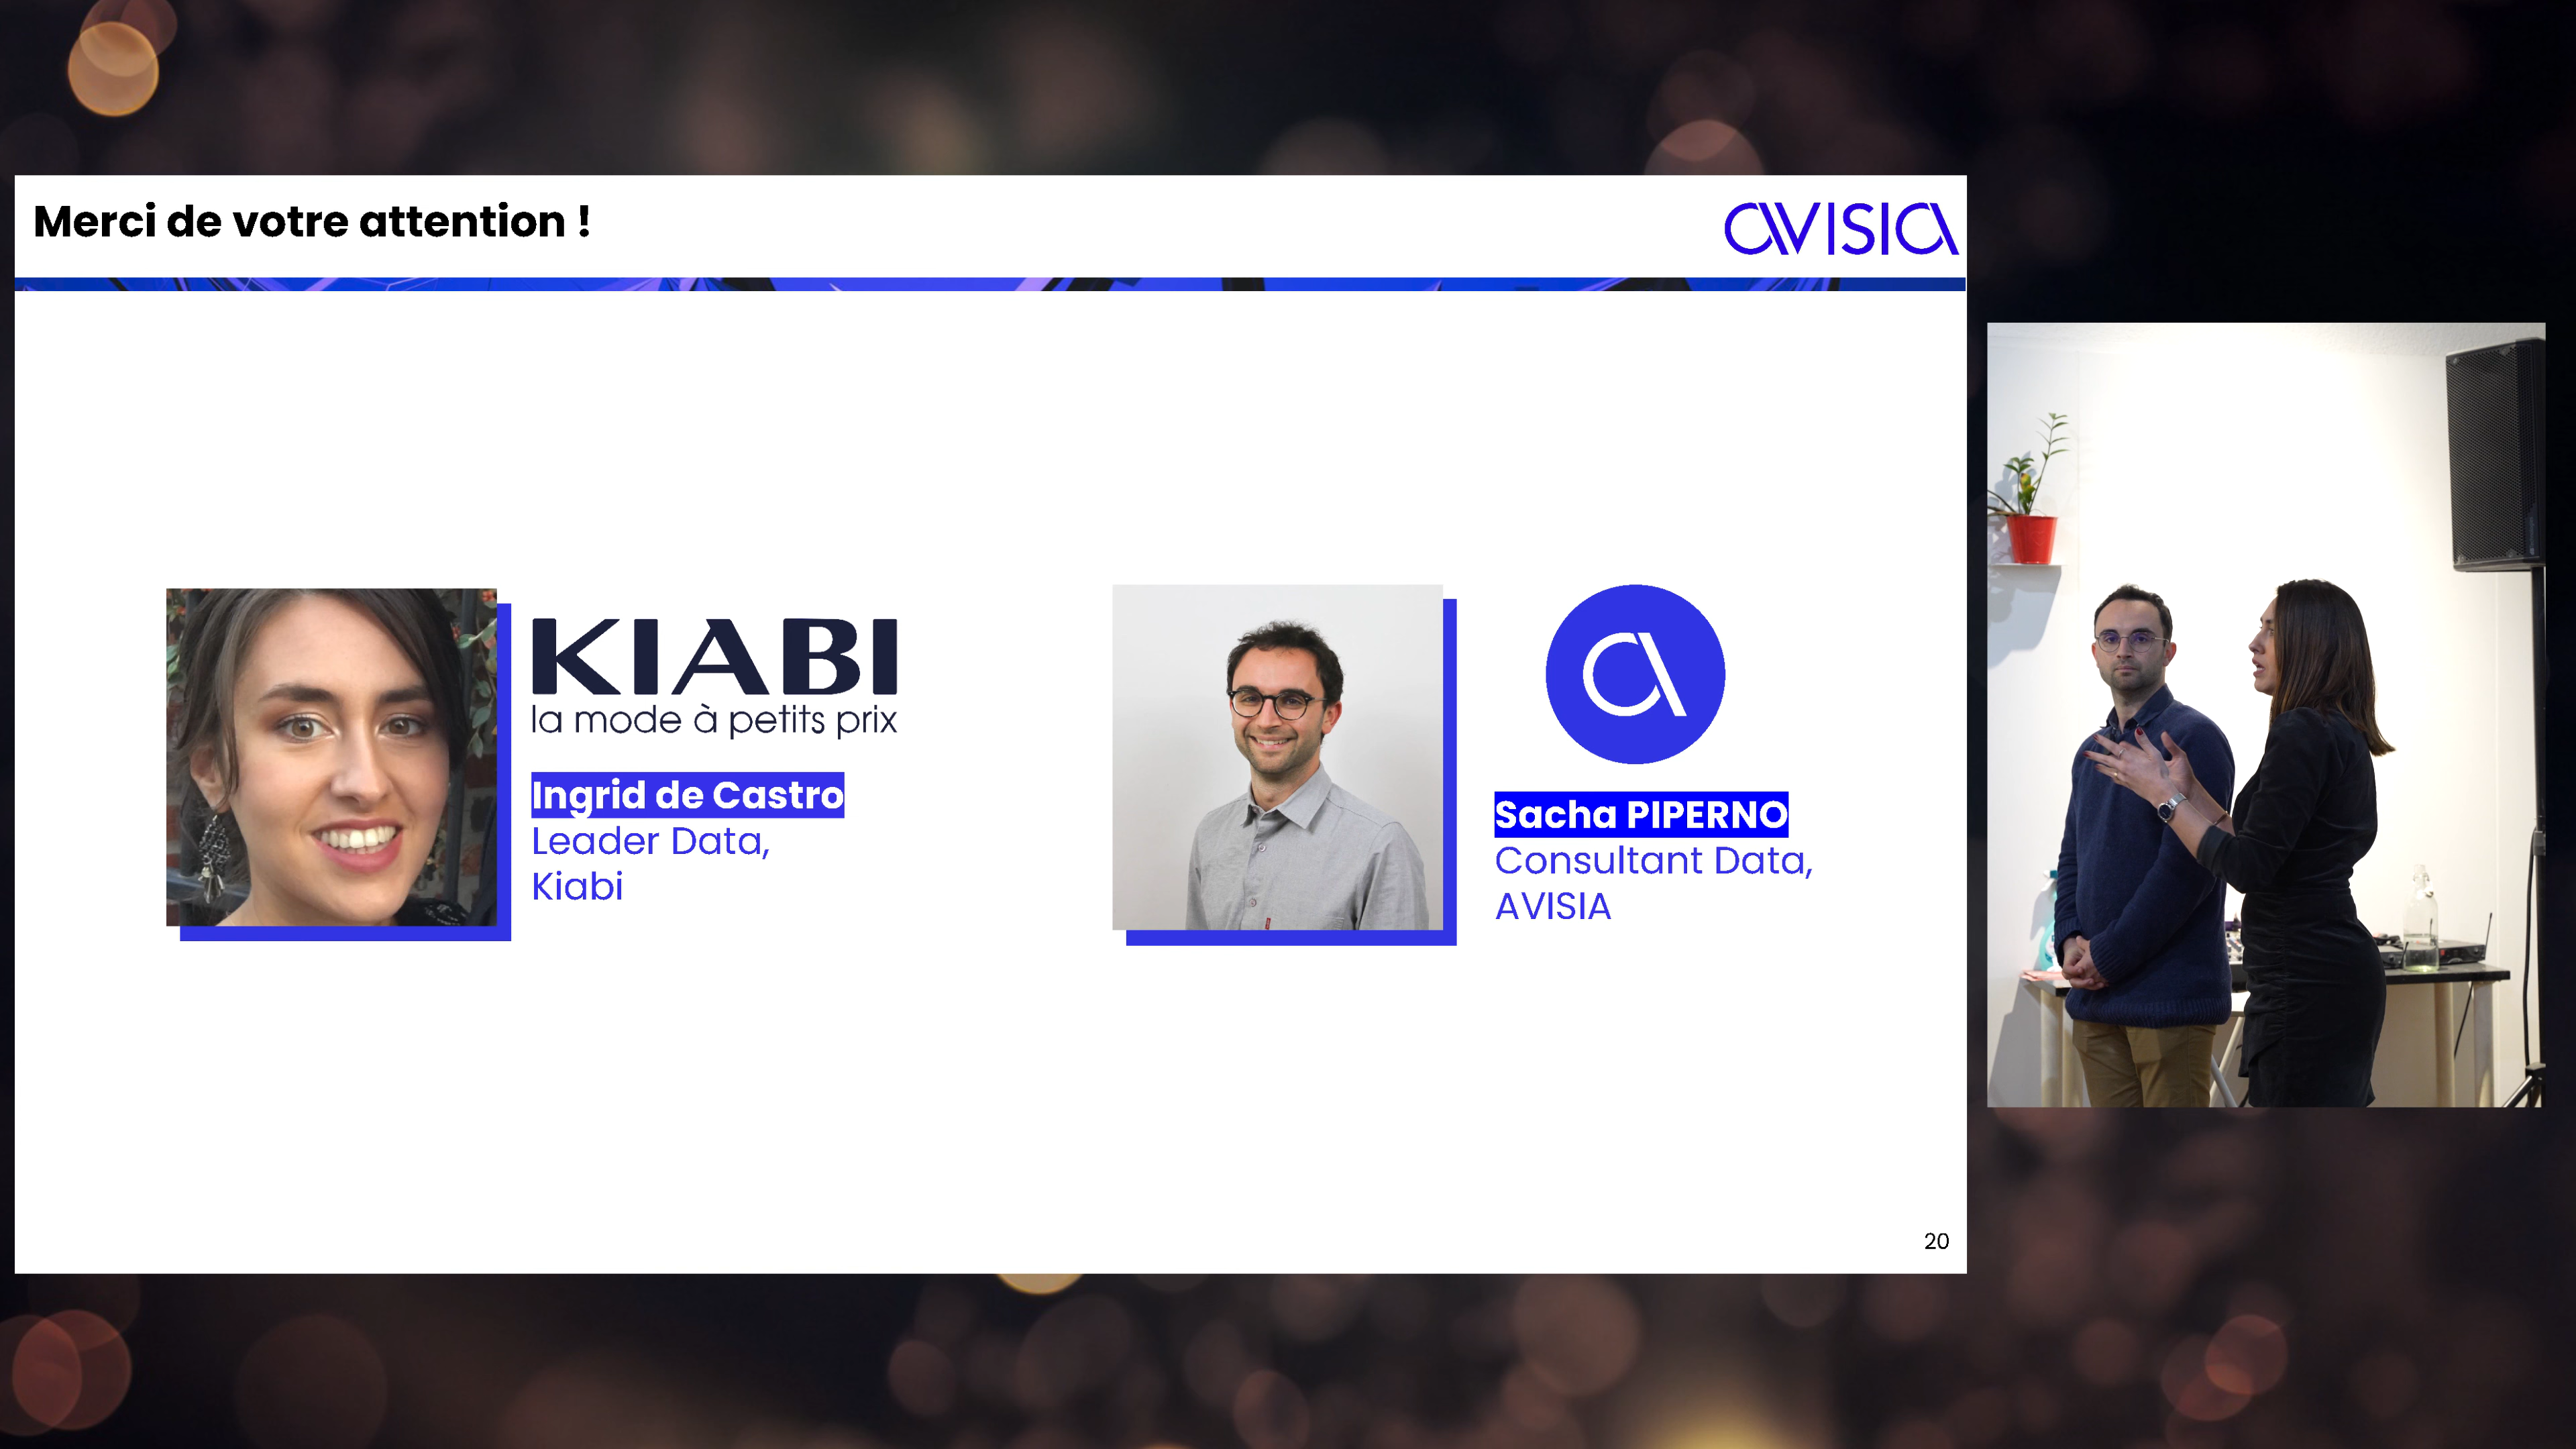 Merci de votre attention !
AVISIA
KIABI
la mode à petits prix
Ingrid de Castro
Leader Data,
Kiabi
Sacha PIPERNO
Consultant Data,
AVISIA
20